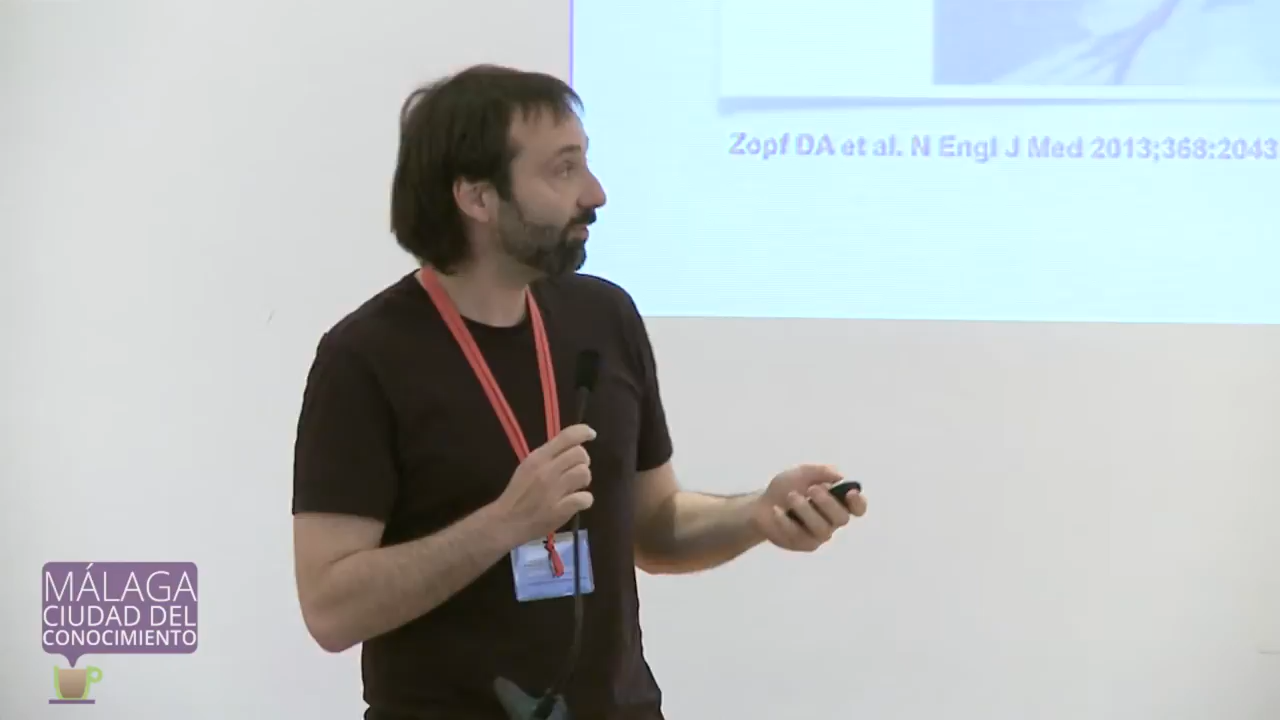 Zopf DA et al. N Engl J Med 2013;368:2043
MÁLAGA
CIUDAD DEL
CONOCIMIENTO